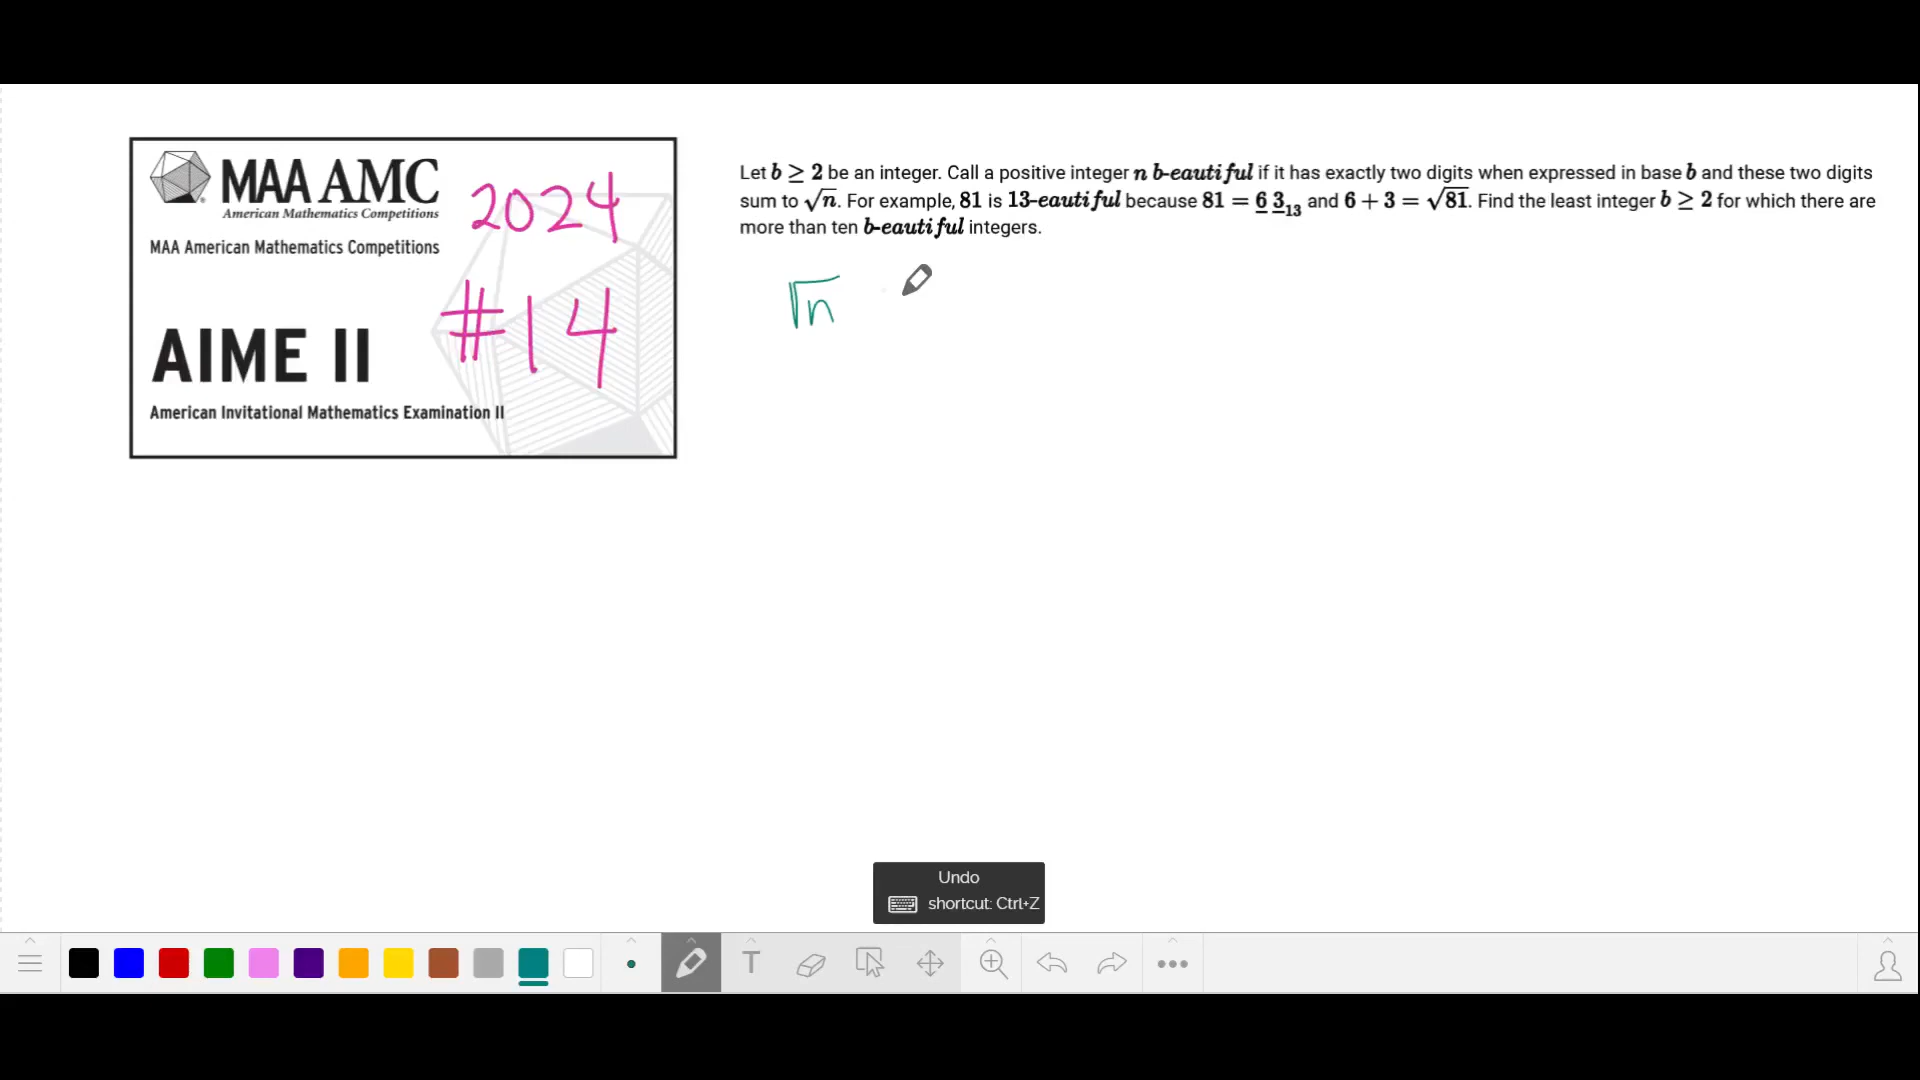 MAA AMC
American Mathematics Competitions
MAA American Mathematics Competitions
2024
#14
AIME II
American Invitational Mathematics Examination II
Let b ≥ 2 be an integer. Call a positive integer n b-eautiful if it has exactly two digits when expressed in base b and these two digits
sum to √n. For example, 81 is 13-eautiful because 81 = 6 3₁₃ and 6 + 3 = √81. Find the least integer b ≥ 2 for which there are
more than ten b-eautiful integers.
√n
Undo
shortcut: Ctrl+Z
T